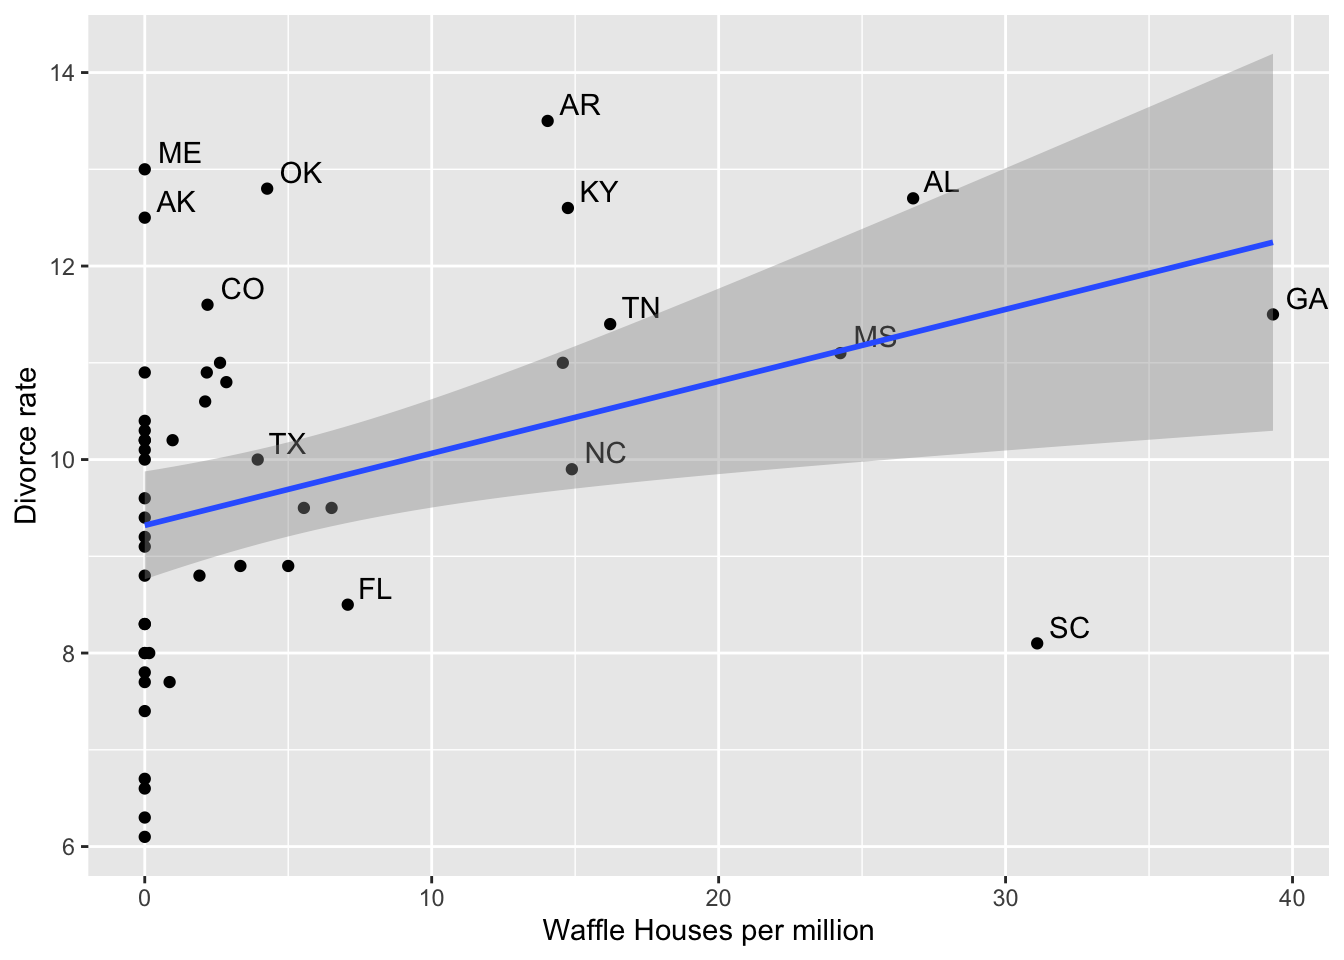 14
12
10
8
6
Divorce rate
AR
ME
OK
AK
KY
AL
CO
TN
GA
MS
TX
NC
FL
SC
0
10
20
30
40
Waffle Houses per million